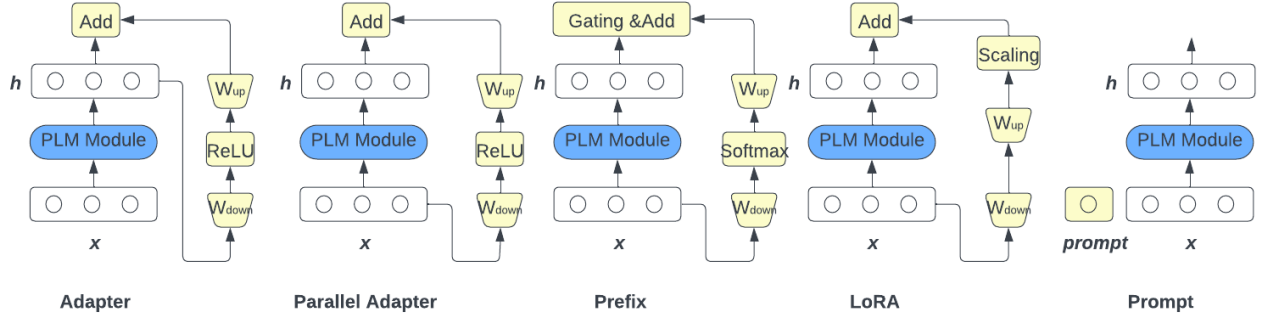 Add
h
PLM Module
x
Wup
ReLU
Wdown
Adapter
Add
h
PLM Module
x
Wup
ReLU
Wdown
Parallel Adapter
Gating &Add
h
PLM Module
x
Wup
Softmax
Wdown
Prefix
Add
h
PLM Module
x
Scaling
Wup
Wdown
LoRA
h
PLM Module
prompt
x
Prompt